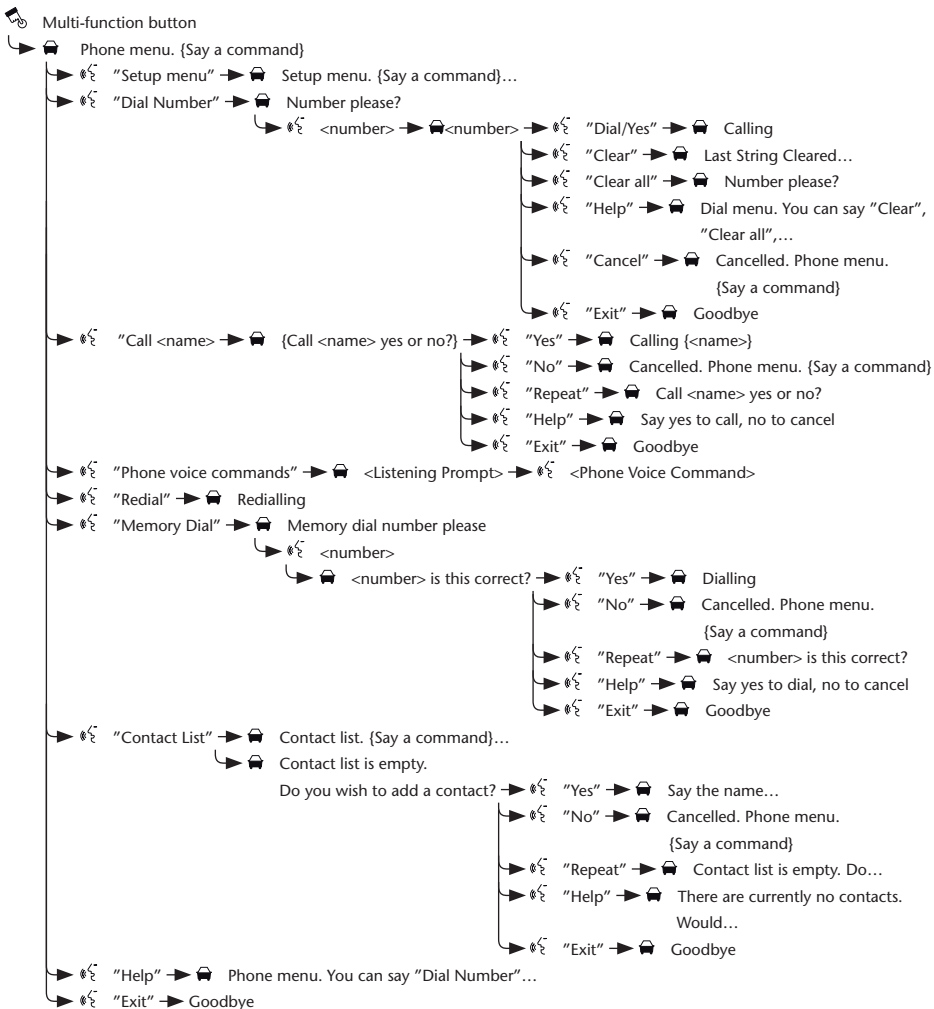 Multi-function button
Phone menu. {Say a command}
"Setup menu" Setup menu. {Say a command}…
"Dial Number" Number please?
<number> <number> "Dial/Yes" Calling
"Clear" Last String Cleared…
"Clear all" Number please?
"Help" Dial menu. You can say "Clear",
"Clear all",…
"Cancel" Cancelled. Phone menu.
{Say a command}
"Exit" Goodbye
"Call <name> {Call <name> yes or no?} "Yes" Calling {<name>}
"No" Cancelled. Phone menu. {Say a command}
"Repeat" Call <name> yes or no?
"Help" Say yes to call, no to cancel
"Exit" Goodbye
"Phone voice commands" <Listening Prompt> <Phone Voice Command>
"Redial" Redialling
"Memory Dial" Memory dial number please
<number>
<number> is this correct? "Yes" Dialling
"No" Cancelled. Phone menu.
{Say a command}
"Repeat" <number> is this correct?
"Help" Say yes to dial, no to cancel
"Exit" Goodbye
"Contact List" Contact list. {Say a command}…
Contact list is empty.
Do you wish to add a contact? "Yes" Say the name…
"No" Cancelled. Phone menu.
{Say a command}
"Repeat" Contact list is empty. Do…
"Help" There are currently no contacts.
Would…
"Exit" Goodbye
"Help" Phone menu. You can say "Dial Number"…
"Exit" Goodbye